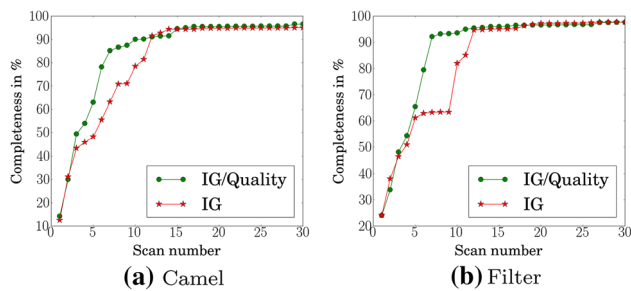 Completeness in %
100
90
80
70
60
50
40
30
20
10
0 5 10 15 20 25 30
Scan number
IG/Quality
IG
(a) Camel
Completeness in %
100
90
80
70
60
50
40
30
20
0 5 10 15 20 25 30
Scan number
IG/Quality
IG
(b) Filter